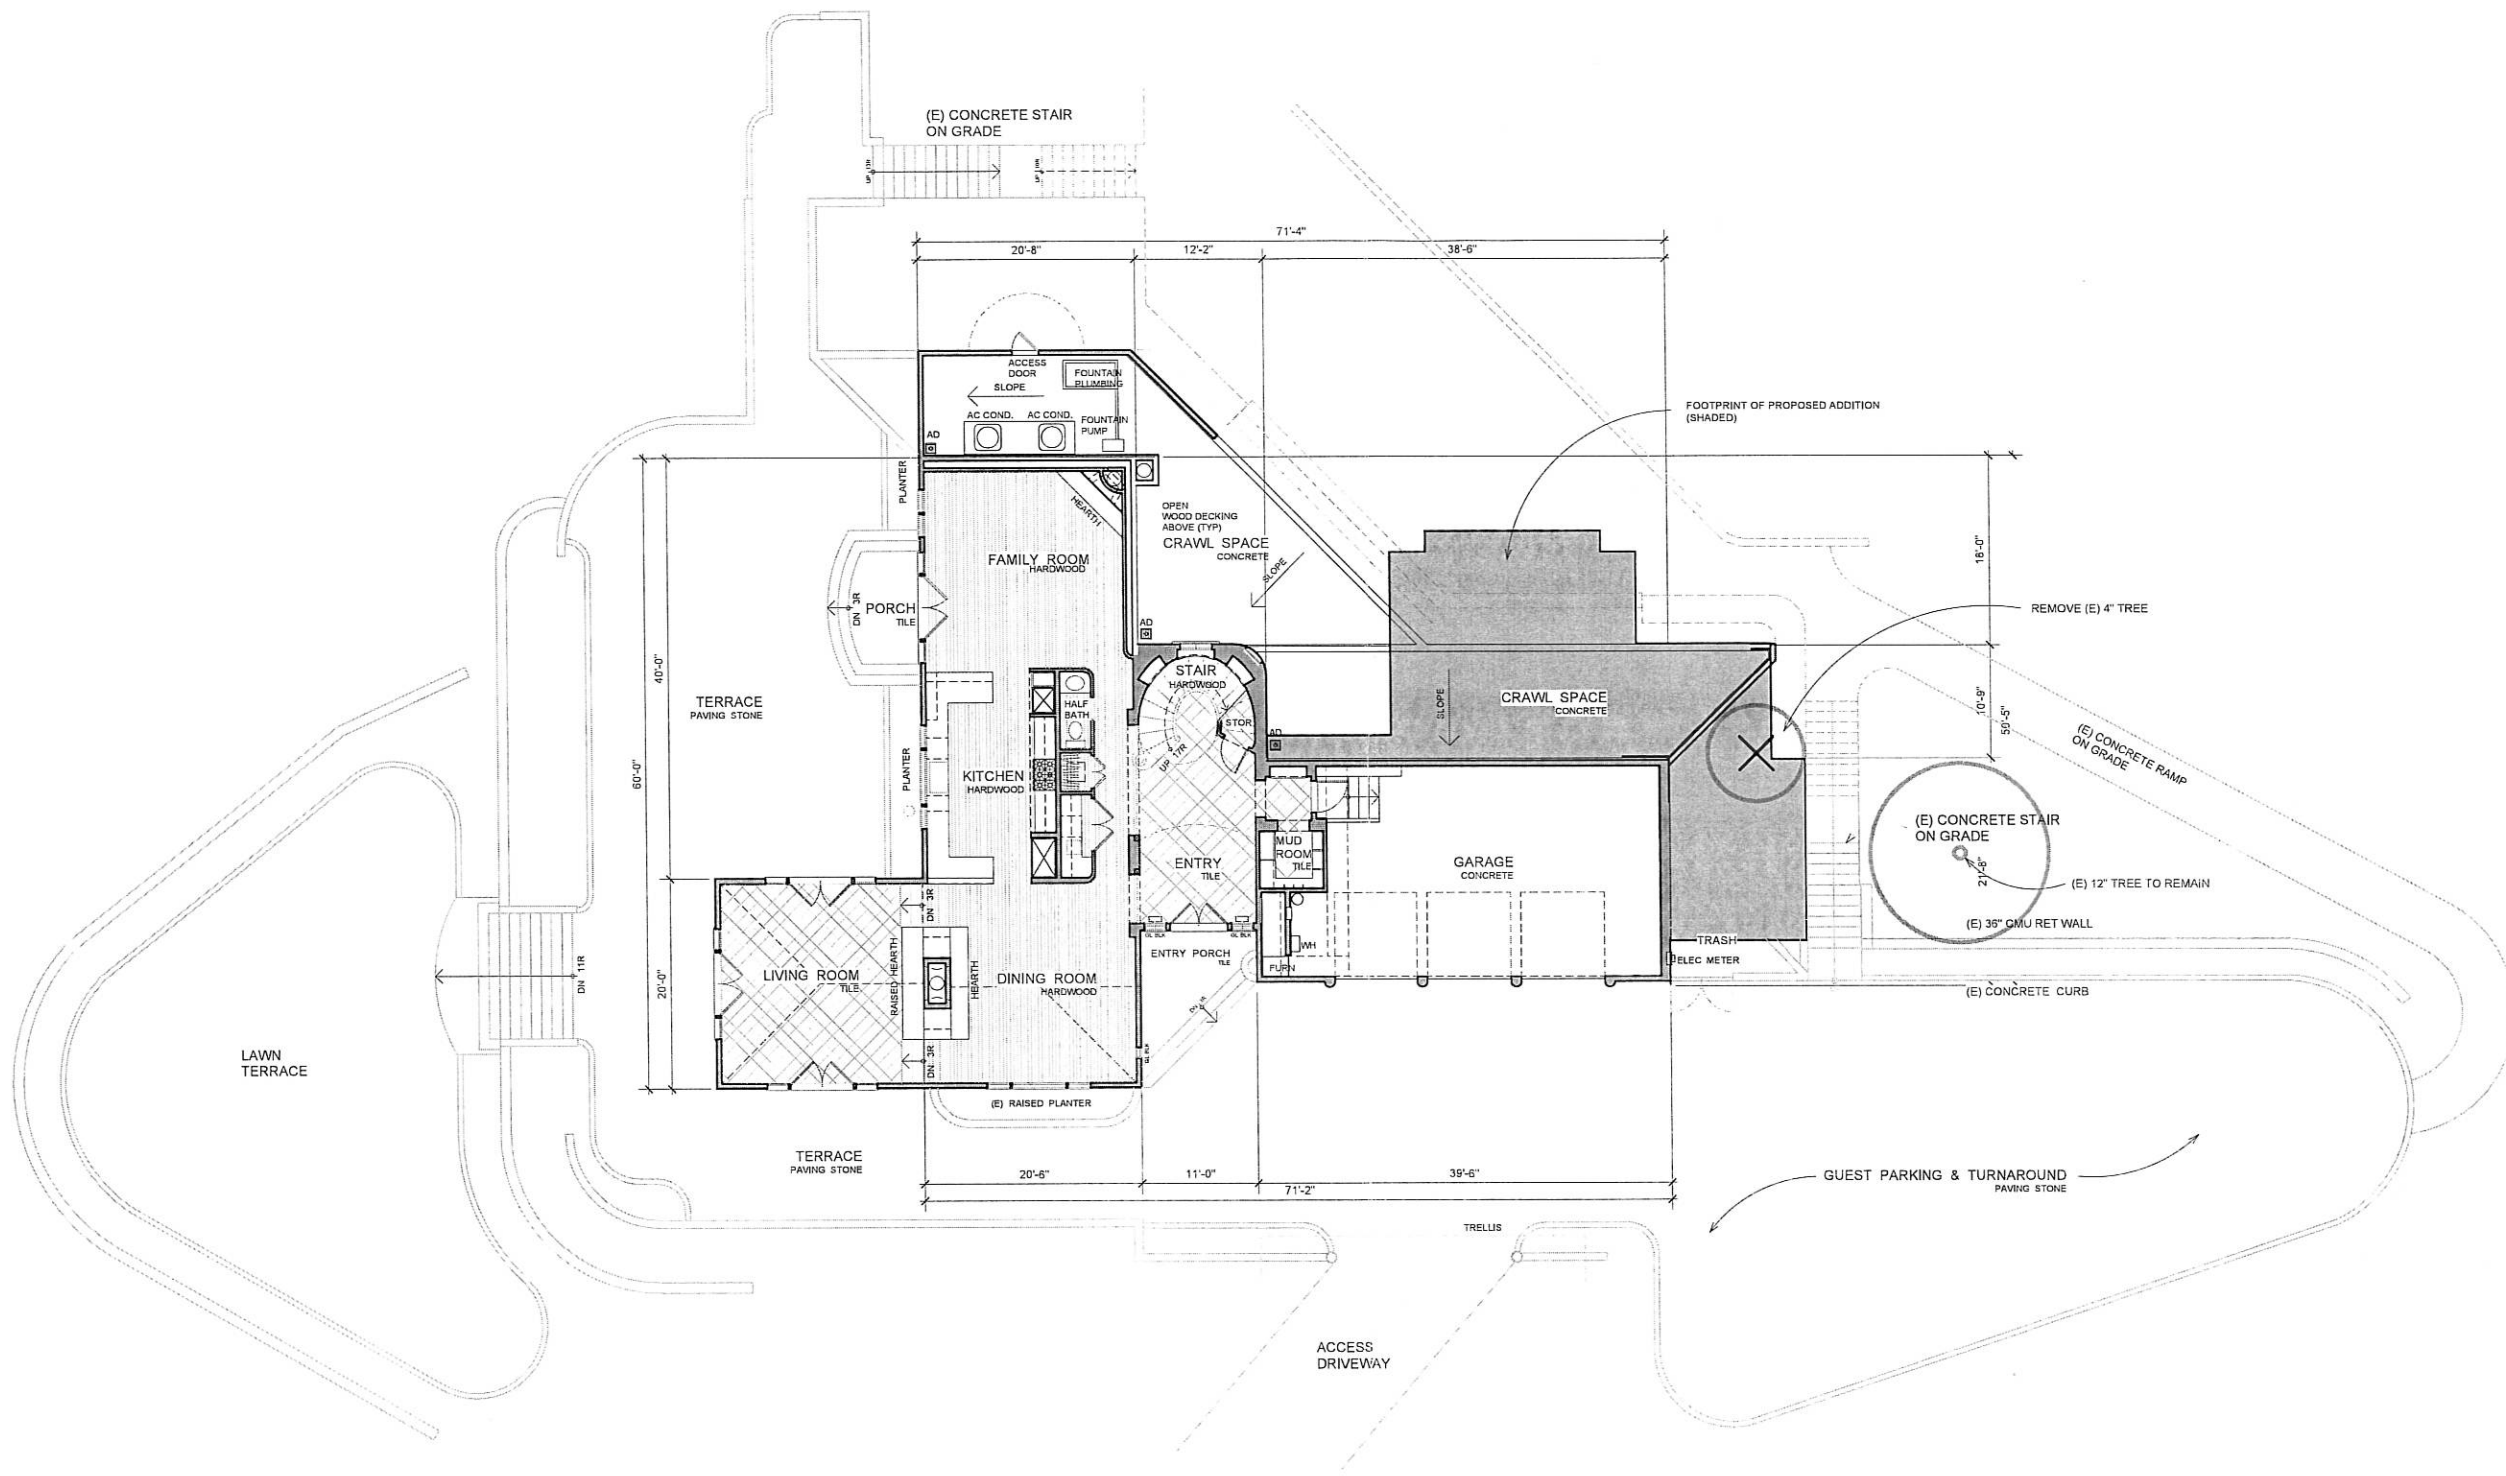 (E) CONCRETE STAIR
ON GRADE
UP
UP
71'-4"
20'-8"
12'-2"
38'-6"
ACCESS
DOOR
SLOPE
FOUNTAIN
PLUMBING
AC COND.
AC COND.
FOUNTAIN
PUMP
AD
FOOTPRINT OF PROPOSED ADDITION
(SHADED)
PLANTER
HEARTH
OPEN
WOOD DECKING
ABOVE (TYP)
CRAWL SPACE
CONCRETE
SLOPE
FAMILY ROOM
HARDWOOD
DN 3R
PORCH
TILE
AD
18'-0"
REMOVE (E) 4" TREE
40'-0"
60'-0"
TERRACE
PAVING STONE
STAIR
HARDWOOD
HALF
BATH
STOR
UP 17R
AD
SLOPE
CRAWL SPACE
CONCRETE
10'-9"
50'-5"
(E) CONCRETE RAMP
ON GRADE
PLANTER
KITCHEN
HARDWOOD
(E) CONCRETE STAIR
ON GRADE
MUD
ROOM
TILE
ENTRY
TILE
GARAGE
CONCRETE
21'-8"
(E) 12" TREE TO REMAIN
DN 3R
GL BLK
GL BLK
(E) 36" CMU RET WALL
TRASH
ELEC METER
WH
FURN
ENTRY PORCH
TILE
DN 11R
LIVING ROOM
TILE
RAISED HEARTH
HEARTH
DINING ROOM
HARDWOOD
20'-0"
(E) CONCRETE CURB
DN 3R
GL BLK
LAWN
TERRACE
(E) RAISED PLANTER
TERRACE
PAVING STONE
20'-6"
11'-0"
39'-6"
71'-2"
GUEST PARKING & TURNAROUND
PAVING STONE
TRELLIS
ACCESS
DRIVEWAY